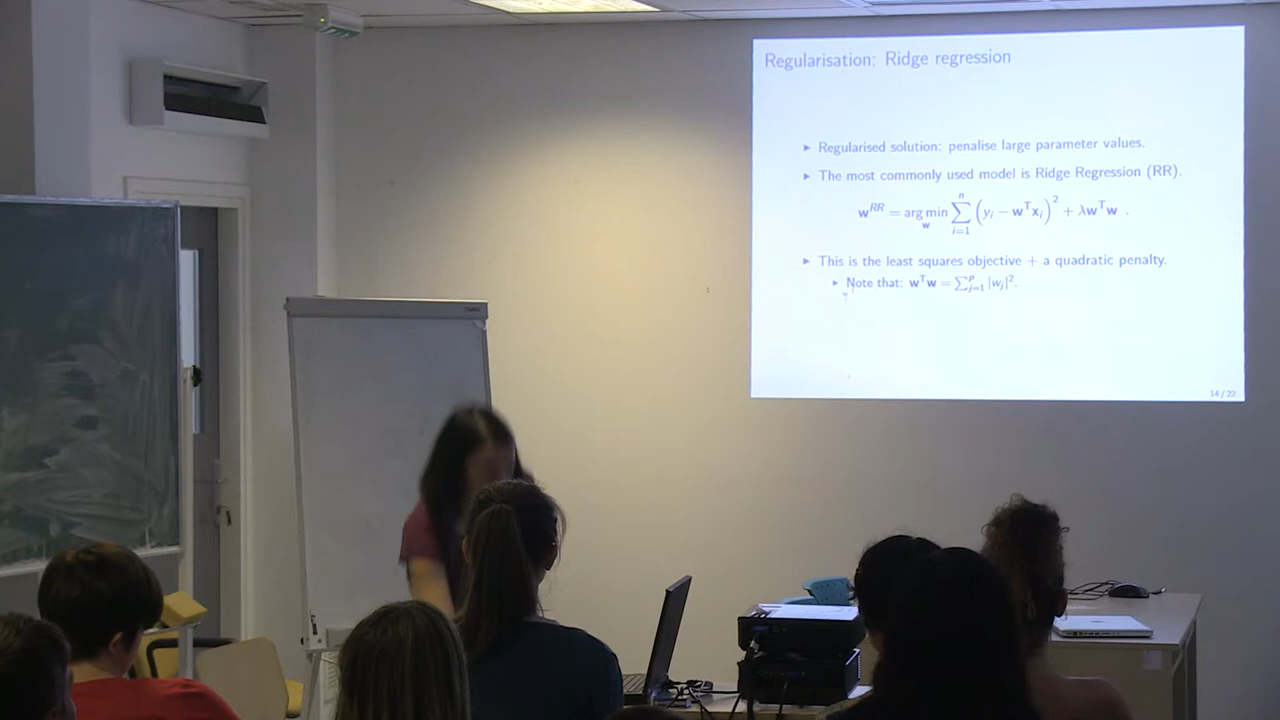 Regularisation: Ridge regression
▸ Regularised solution: penalise large parameter values.
▸ The most commonly used model is Ridge Regression (RR).
w^{RR} = arg min_w ∑_{i=1}^{n} (y_i − w^T x_i)^2 + λw^T w .
▸ This is the least squares objective + a quadratic penalty.
▸ Note that: w^T w = ∑_{j=1}^{p} |w_j|^2.
14 / 22